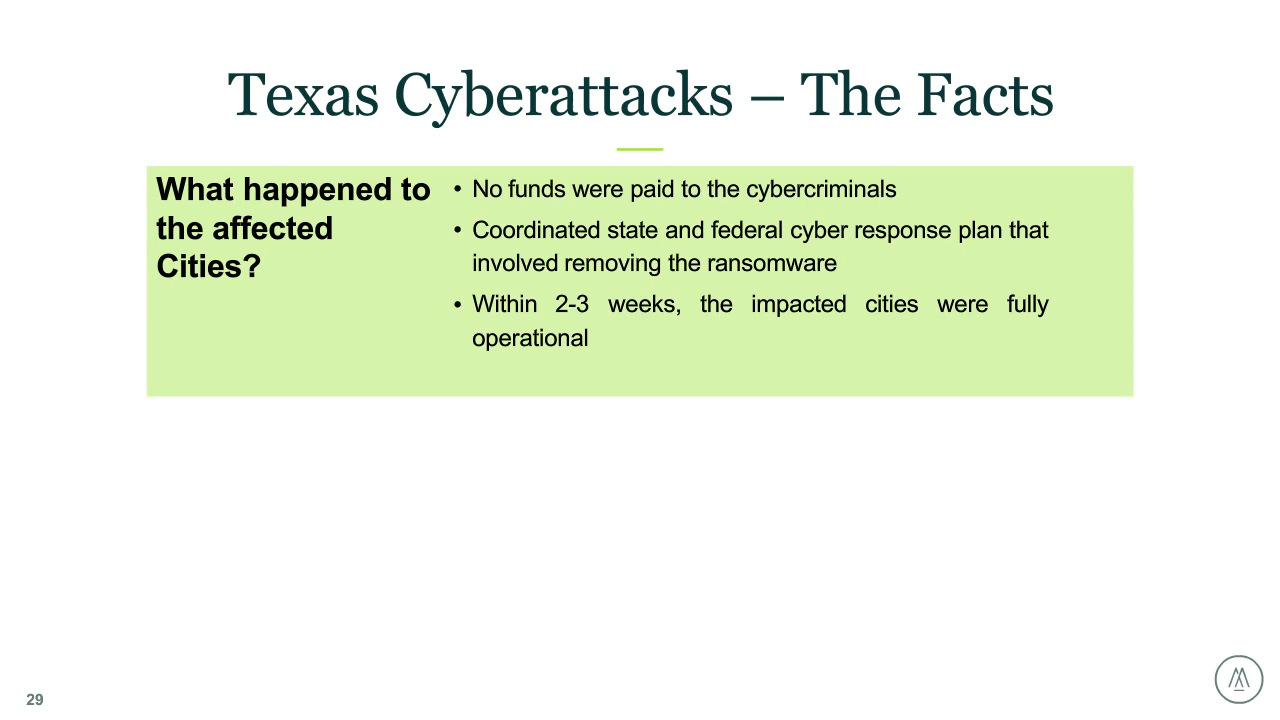 Texas Cyberattacks – The Facts
What happened to
the affected
Cities?
• No funds were paid to the cybercriminals
• Coordinated state and federal cyber response plan that
involved removing the ransomware
• Within 2-3 weeks, the impacted cities were fully
operational
29